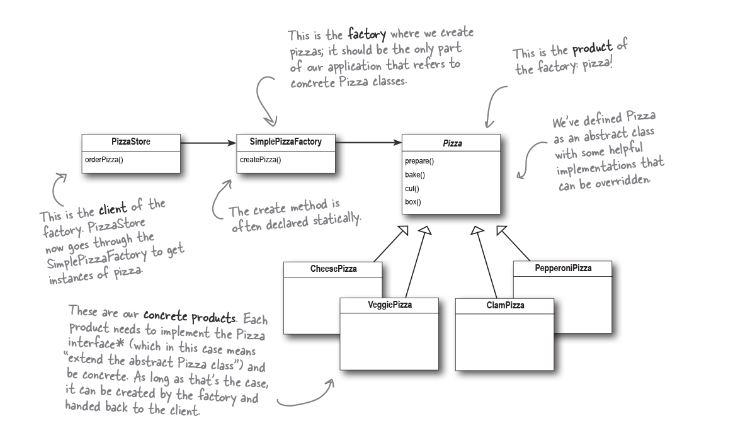 This is the factory where we create
pizzas; it should be the only part
of our application that refers to
concrete Pizza classes.
This is the product of
the factory: pizza!
PizzaStore
orderPizza()
SimplePizzaFactory
createPizza()
Pizza
prepare()
bake()
cut()
box()
We've defined Pizza
as an abstract class
with some helpful
implementations that
can be overridden.
This is the client of the
factory. PizzaStore
now goes through the
SimplePizzaFactory to get
instances of pizza.
The create method is
often declared statically.
CheesePizza
VeggiePizza
ClamPizza
PepperoniPizza
These are our concrete products. Each
product needs to implement the Pizza
interface* (which in this case means
"extend the abstract Pizza class") and
be concrete. As long as that's the case,
it can be created by the factory and
handed back to the client.